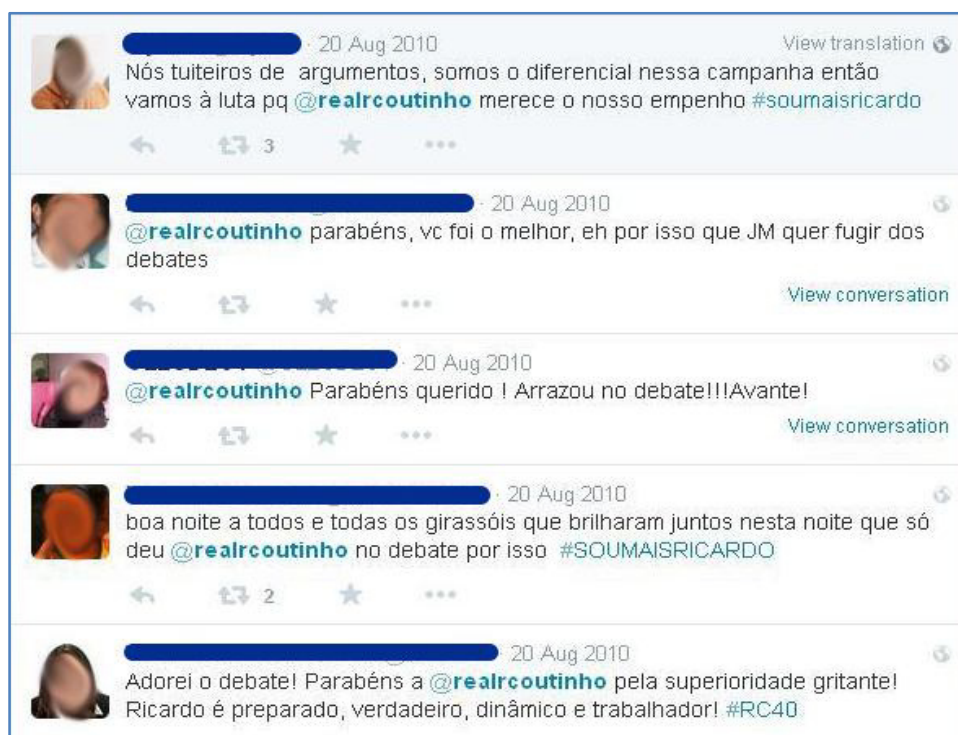 · 20 Aug 2010 View translation
Nós tuiteiros de argumentos, somos o diferencial nessa campanha então
vamos à luta pq @realrcoutinho merece o nosso empenho #soumaisricardo
3
· 20 Aug 2010
@realrcoutinho parabéns, vc foi o melhor, eh por isso que JM quer fugir dos
debates
View conversation
· 20 Aug 2010
@realrcoutinho Parabéns querido ! Arrazou no debate!!!Avante!
View conversation
· 20 Aug 2010
boa noite a todos e todas os girassóis que brilharam juntos nesta noite que só
deu @realrcoutinho no debate por isso #SOUMAISRICARDO
2
· 20 Aug 2010
Adorei o debate! Parabéns a @realrcoutinho pela superioridade gritante!
Ricardo é preparado, verdadeiro, dinâmico e trabalhador! #RC40